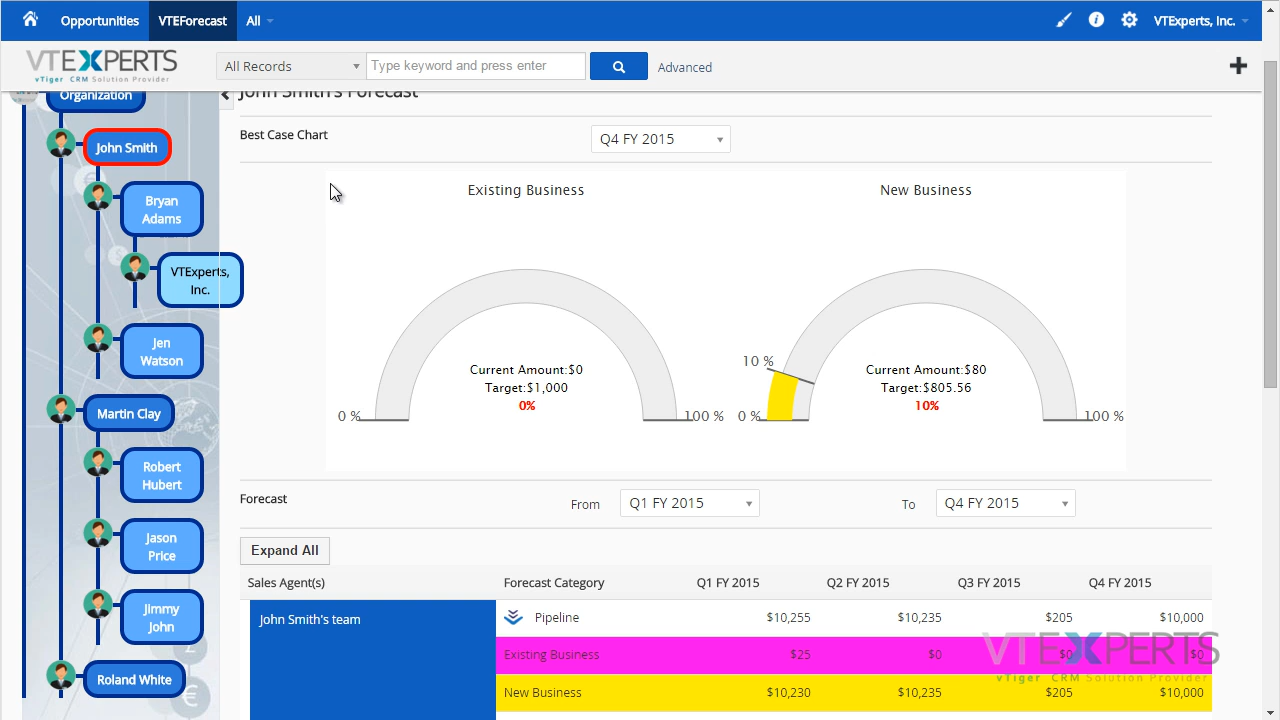 Opportunities VTEForecast All VTExperts, Inc.
VTEXPERTS
vTiger CRM Solution Provider
All Records Type keyword and press enter Advanced
Organization
John Smith
Bryan
Adams
VTExperts,
Inc.
Jen
Watson
Martin Clay
Robert
Hubert
Jason
Price
Jimmy
John
Roland White
John Smith's Forecast
Best Case Chart Q4 FY 2015
Existing Business New Business
Current Amount:$0
Target:$1,000
0%
0 % 100 %
10 %
Current Amount:$80
Target:$805.56
10%
0 % 100 %
Forecast From Q1 FY 2015 To Q4 FY 2015
Expand All
Sales Agent(s) Forecast Category Q1 FY 2015 Q2 FY 2015 Q3 FY 2015 Q4 FY 2015
John Smith's team Pipeline $10,255 $10,235 $205 $10,000
Existing Business $25 $0 $0 $0
New Business $10,230 $10,235 $205 $10,000
VTEXPERTS
vTiger CRM Solution Provider